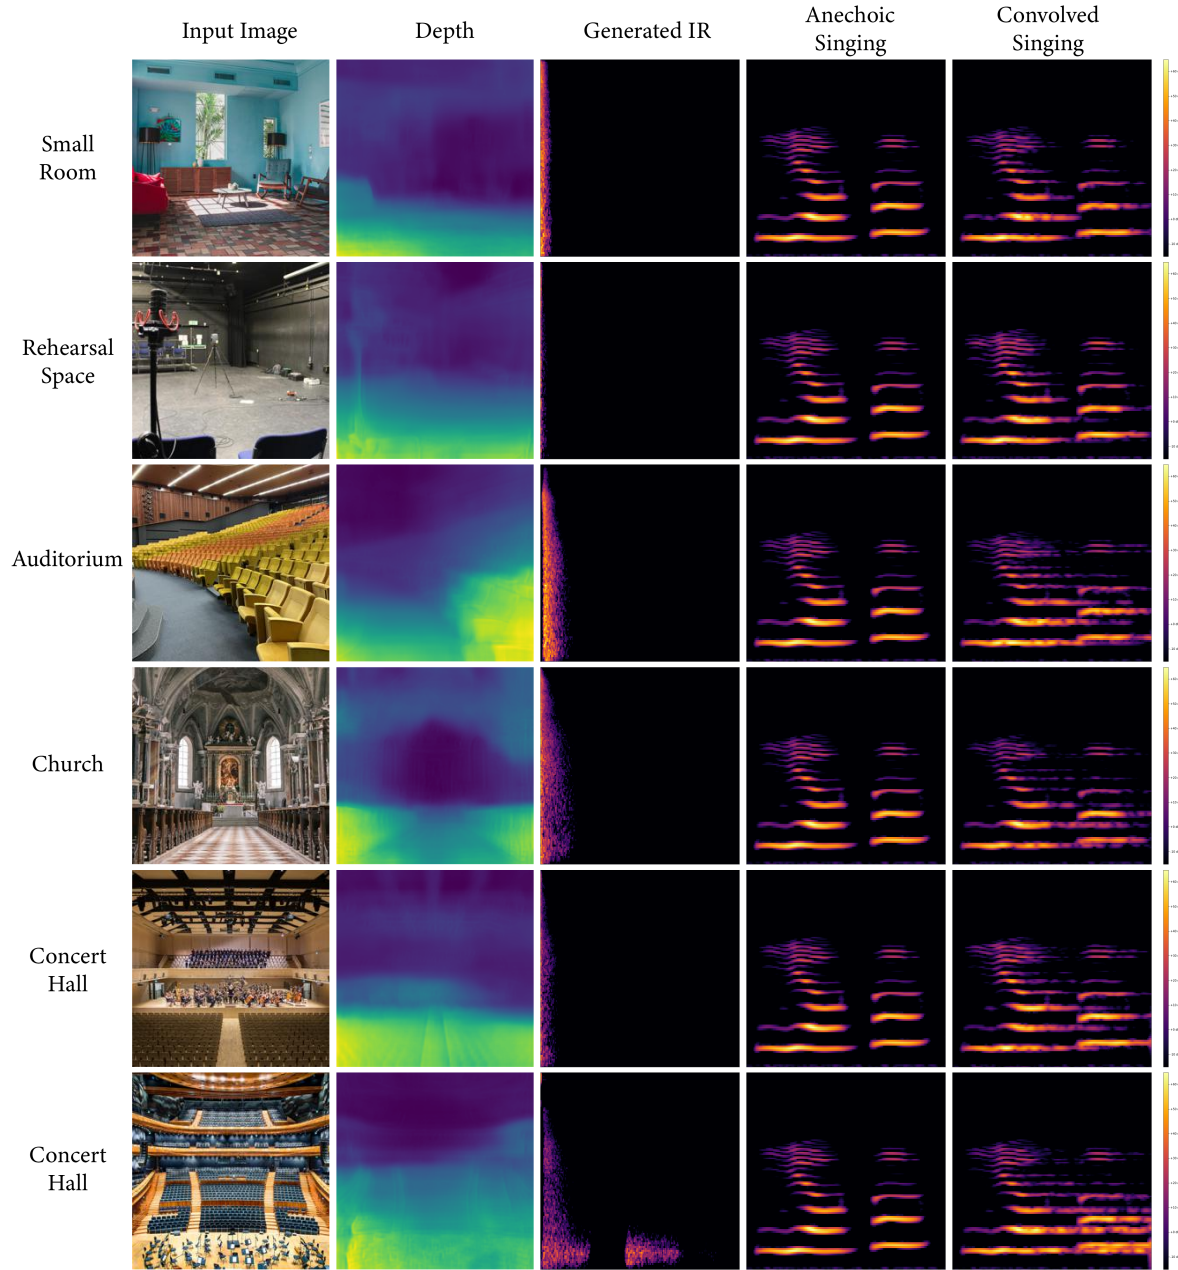 Input Image
Depth
Generated IR
Anechoic
Singing
Convolved
Singing
Small
Room
Rehearsal
Space
Auditorium
Church
Concert
Hall
Concert
Hall